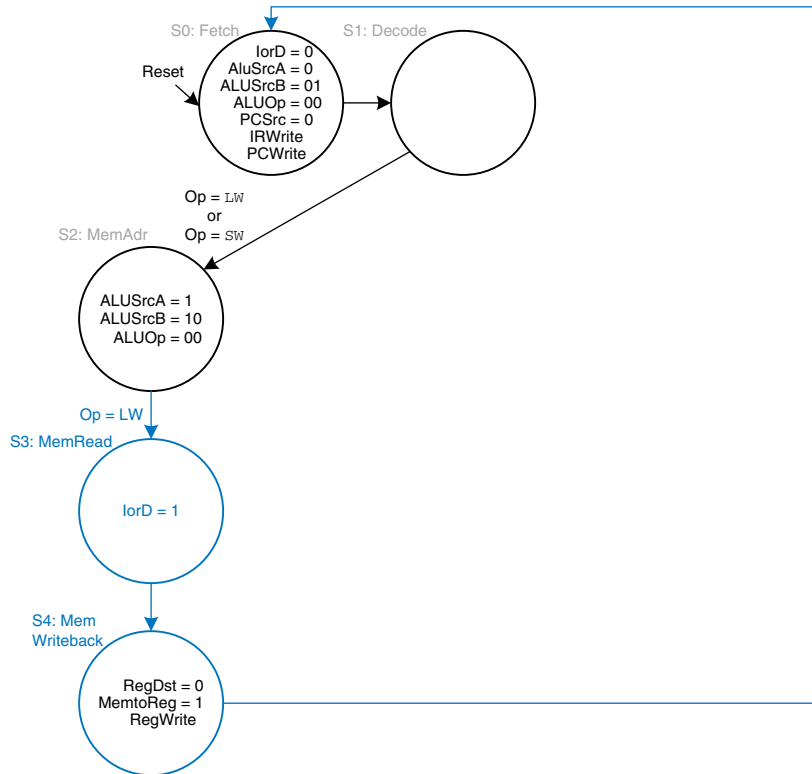 S0: Fetch
S1: Decode
Reset
IorD = 0
AluSrcA = 0
ALUSrcB = 01
ALUOp = 00
PCSrc = 0
IRWrite
PCWrite
Op = LW
or
Op = SW
S2: MemAdr
ALUSrcA = 1
ALUSrcB = 10
ALUOp = 00
Op = LW
S3: MemRead
IorD = 1
S4: Mem
Writeback
RegDst = 0
MemtoReg = 1
RegWrite